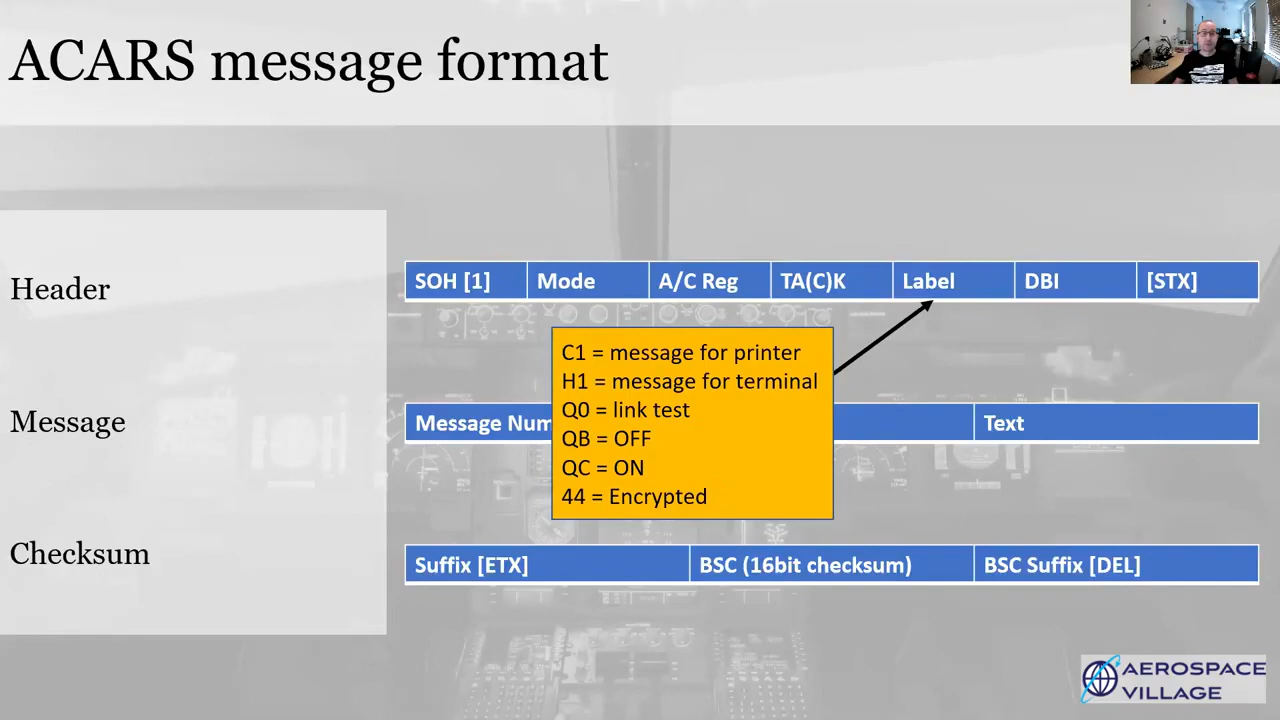 ACARS message format
Header
SOH [1] Mode A/C Reg TA(C)K Label DBI [STX]
C1 = message for printer
H1 = message for terminal
Q0 = link test
QB = OFF
QC = ON
44 = Encrypted
Message
Message Num
Text
Checksum
Suffix [ETX] BSC (16bit checksum) BSC Suffix [DEL]
AEROSPACE
VILLAGE